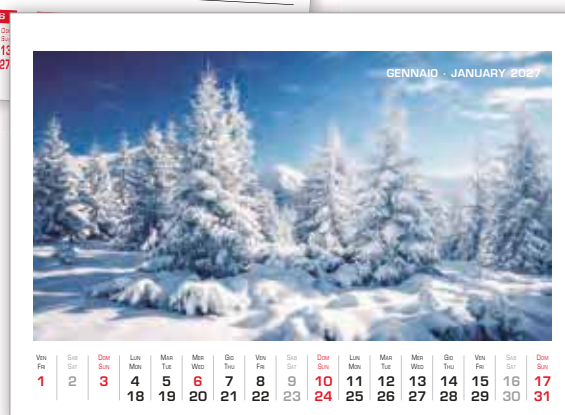 Sun
13
27
GENNAIO · JANUARY 2027
VEN SAB DOM LUN MAR MER GIO VEN SAB DOM LUN MAR MER GIO VEN SAB DOM
FRI SAT SUN MON TUE WED THU FRI SAT SUN MON TUE WED THU FRI SAT SUN
1 2 3 4 5 6 7 8 9 10 11 12 13 14 15 16 17
18 19 20 21 22 23 24 25 26 27 28 29 30 31